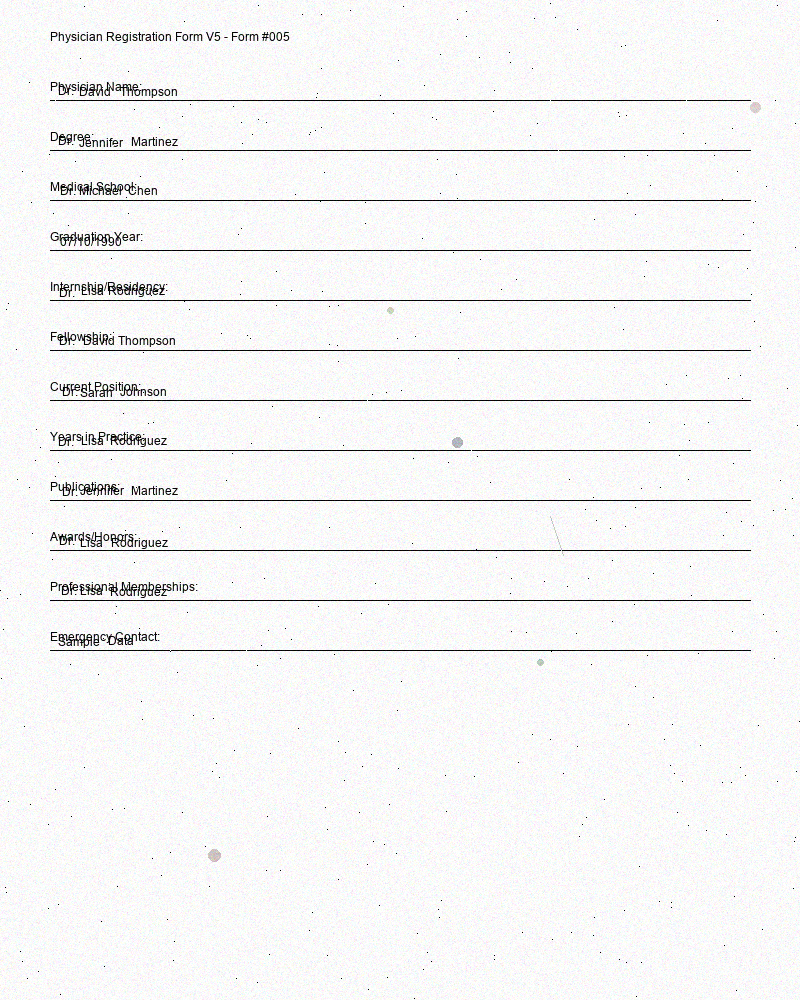 Physician Registration Form V5 - Form #005
Physician Name:
Dr. David Thompson
Degree:
Dr. Jennifer Martinez
Medical School:
Dr. Michael Chen
Graduation Year:
07/10/1990
Internship/Residency:
Dr. Lisa Rodriguez
Fellowship:
Dr. David Thompson
Current Position:
Dr. Sarah Johnson
Years in Practice:
Dr. Lisa Rodriguez
Publications:
Dr. Jennifer Martinez
Awards/Honors:
Dr. Lisa Rodriguez
Professional Memberships:
Dr. Lisa Rodriguez
Emergency Contact:
Sample Data